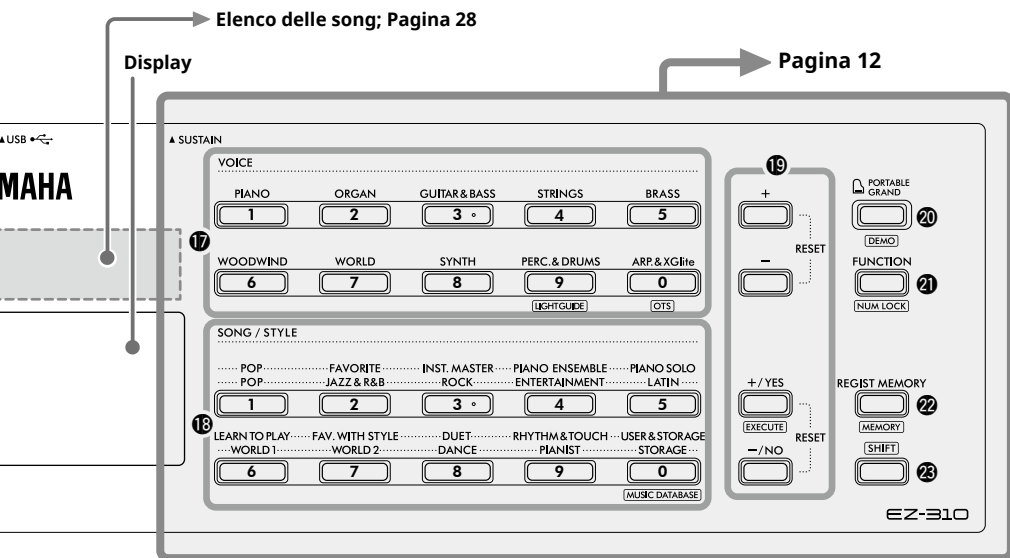 Elenco delle song; Pagina 28
Display
Pagina 12
▲USB
▲ SUSTAIN
MAHA
VOICE
PIANO ORGAN GUITAR & BASS STRINGS BRASS
1 2 3 4 5
⓱
WOODWIND WORLD SYNTH PERC. & DRUMS ARP. & XGlite
6 7 8 9 0
LIGHTGUIDE OTS
SONG / STYLE
POP FAVORITE INST. MASTER PIANO ENSEMBLE PIANO SOLO
POP JAZZ & R&B ROCK ENTERTAINMENT LATIN
1 2 3 4 5
⓲
LEARN TO PLAY FAV. WITH STYLE DUET RHYTHM & TOUCH USER & STORAGE
WORLD 1 WORLD 2 DANCE PIANIST STORAGE
6 7 8 9 0
MUSIC DATABASE
⓳
+
RESET
−
+/YES
EXECUTE
RESET
−/NO
PORTABLE
GRAND
⓴
DEMO
FUNCTION
㉑
NUM LOCK
REGIST MEMORY
㉒
MEMORY
SHIFT
㉓
EZ-310